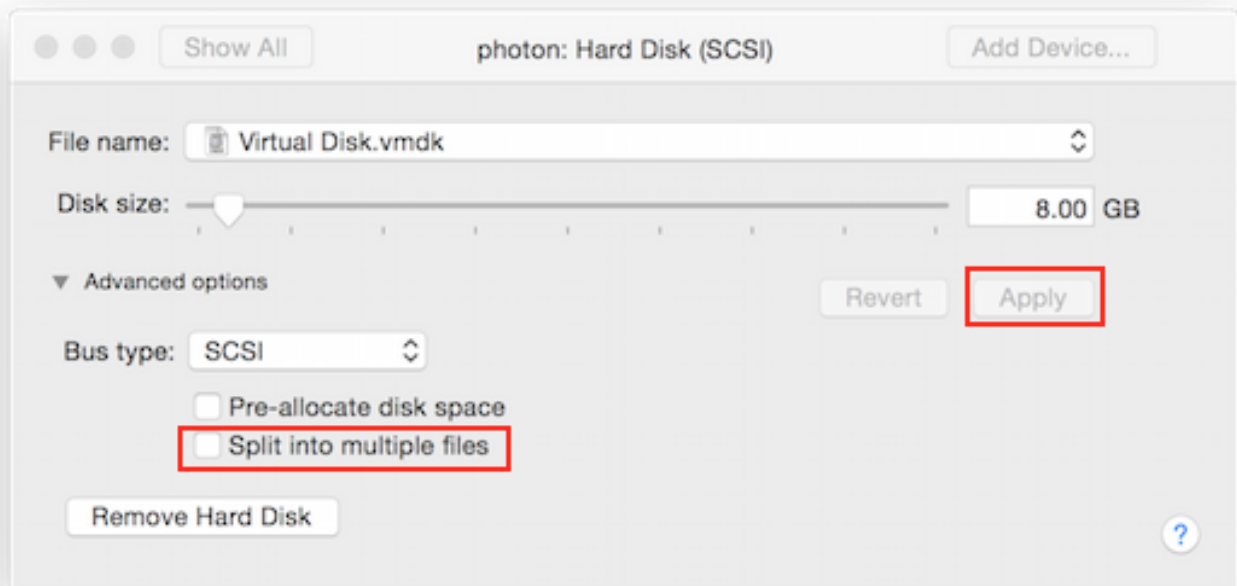 Show All photon: Hard Disk (SCSI) Add Device...
File name: Virtual Disk.vmdk
Disk size: 8.00 GB
Advanced options
Revert Apply
Bus type: SCSI
Pre-allocate disk space
Split into multiple files
Remove Hard Disk
?